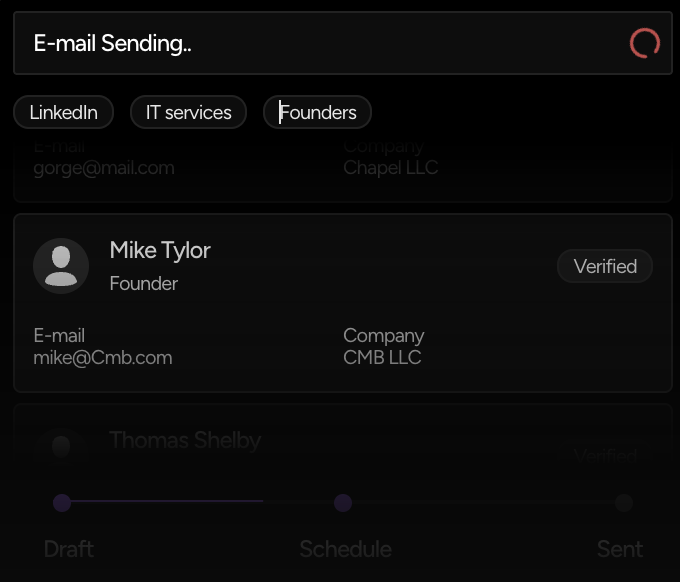 E-mail Sending..
LinkedIn IT services Founders
E-mail Company
gorge@mail.com Chapel LLC
Mike Tylor
Founder
Verified
E-mail Company
mike@Cmb.com CMB LLC
Thomas Shelby
Verified
Draft Schedule Sent